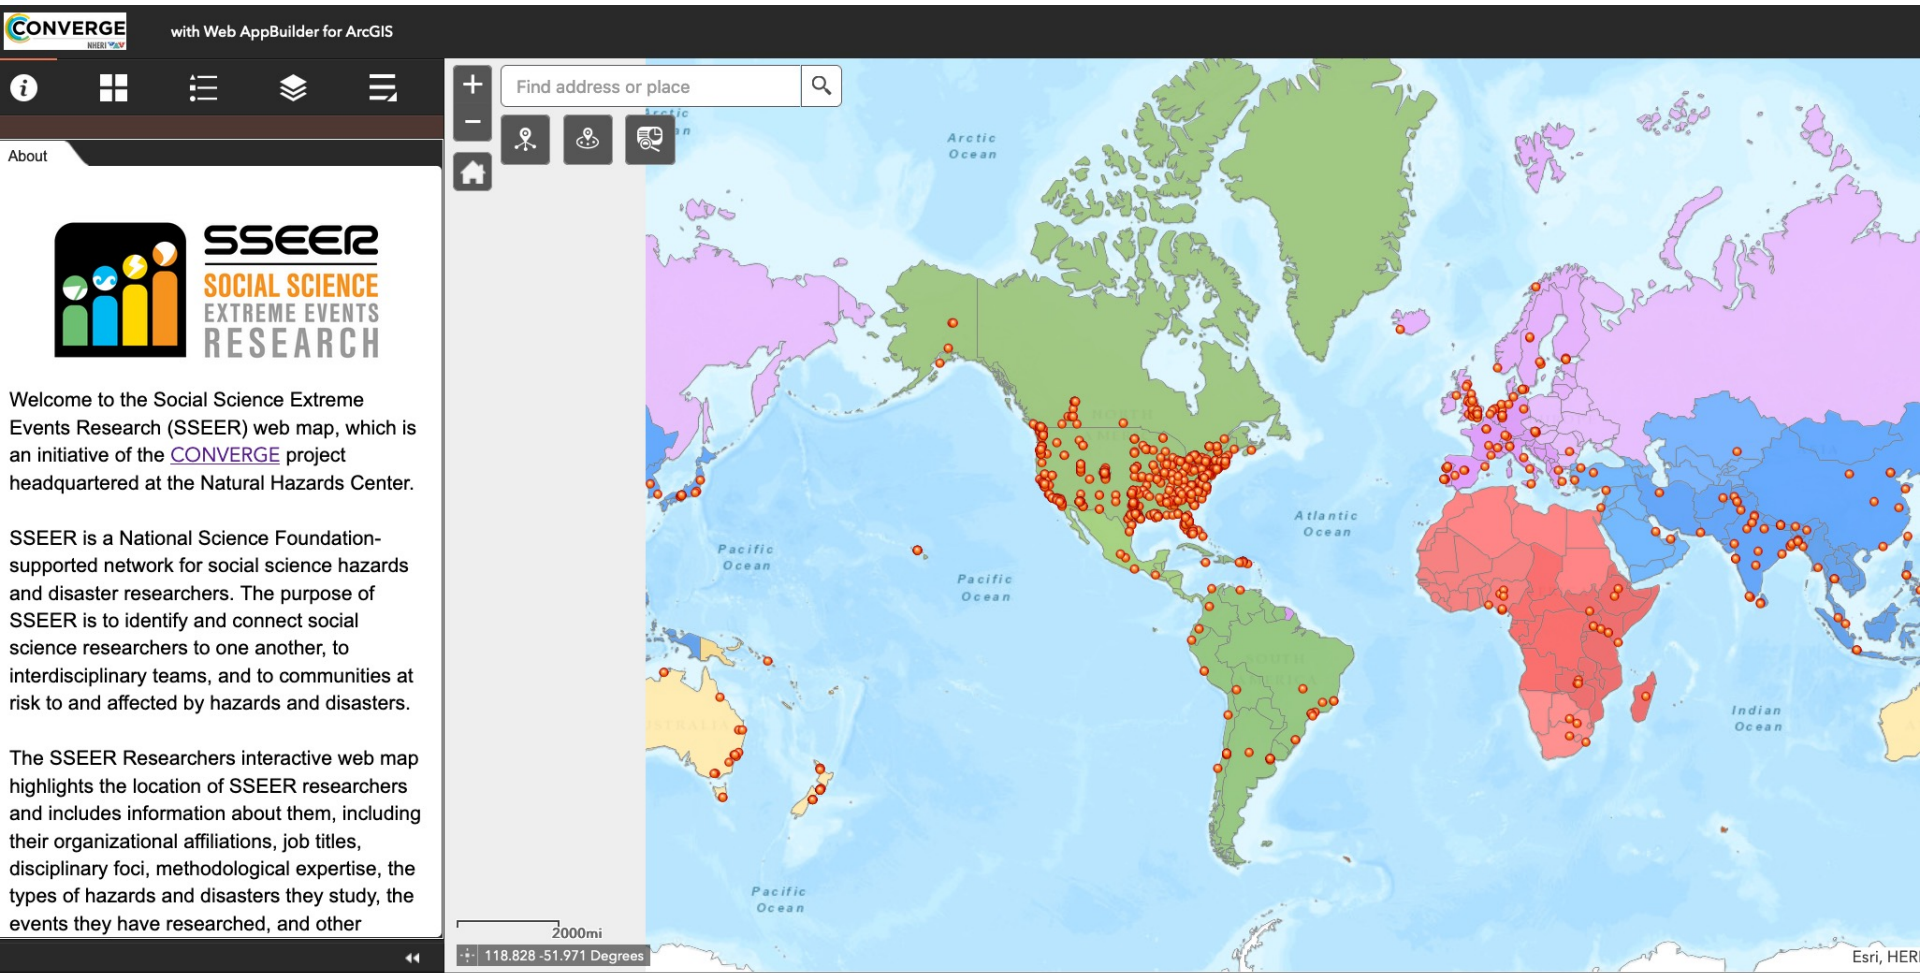 CONVERGE
NHERI
with Web AppBuilder for ArcGIS
Find address or place
About
SSEER
SOCIAL SCIENCE
EXTREME EVENTS
RESEARCH
Welcome to the Social Science Extreme
Events Research (SSEER) web map, which is
an initiative of the CONVERGE project
headquartered at the Natural Hazards Center.
SSEER is a National Science Foundation-
supported network for social science hazards
and disaster researchers. The purpose of
SSEER is to identify and connect social
science researchers to one another, to
interdisciplinary teams, and to communities at
risk to and affected by hazards and disasters.
The SSEER Researchers interactive web map
highlights the location of SSEER researchers
and includes information about them, including
their organizational affiliations, job titles,
disciplinary foci, methodological expertise, the
types of hazards and disasters they study, the
events they have researched, and other
Arctic
Ocean
NORTH
Atlantic
Ocean
Pacific
Ocean
Pacific
Ocean
SOUTH
Indian
Ocean
Pacific
Ocean
2000mi
118.828 -51.971 Degrees
Esri, HER